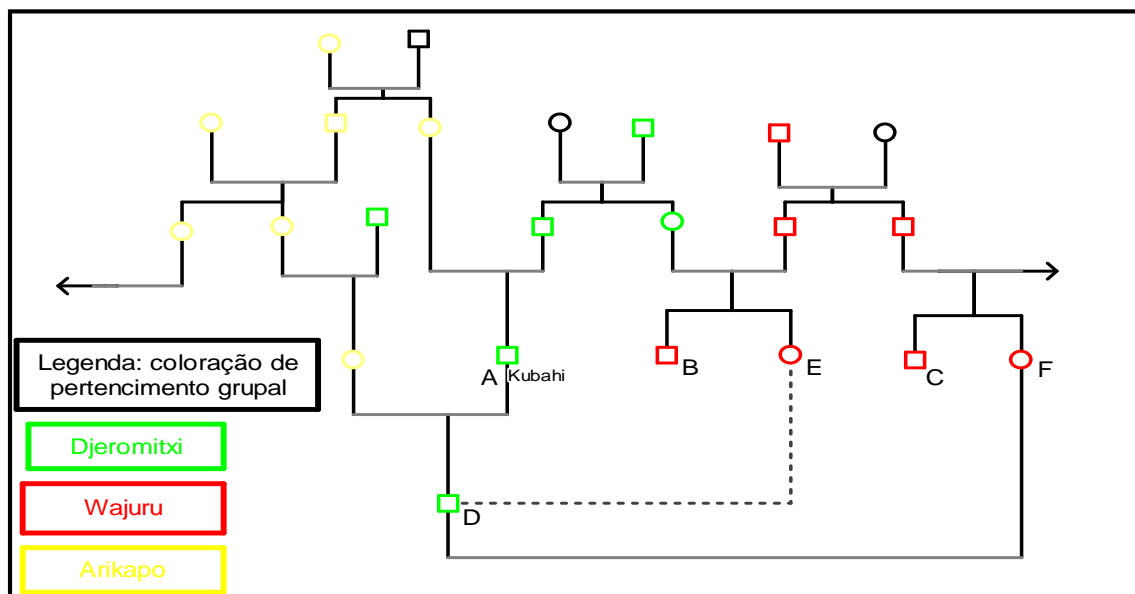 A
Kubahi
B
E
C
F
Legenda: coloração de
pertencimento grupal
Djeromitxi
Wajuru
D
Arikapo